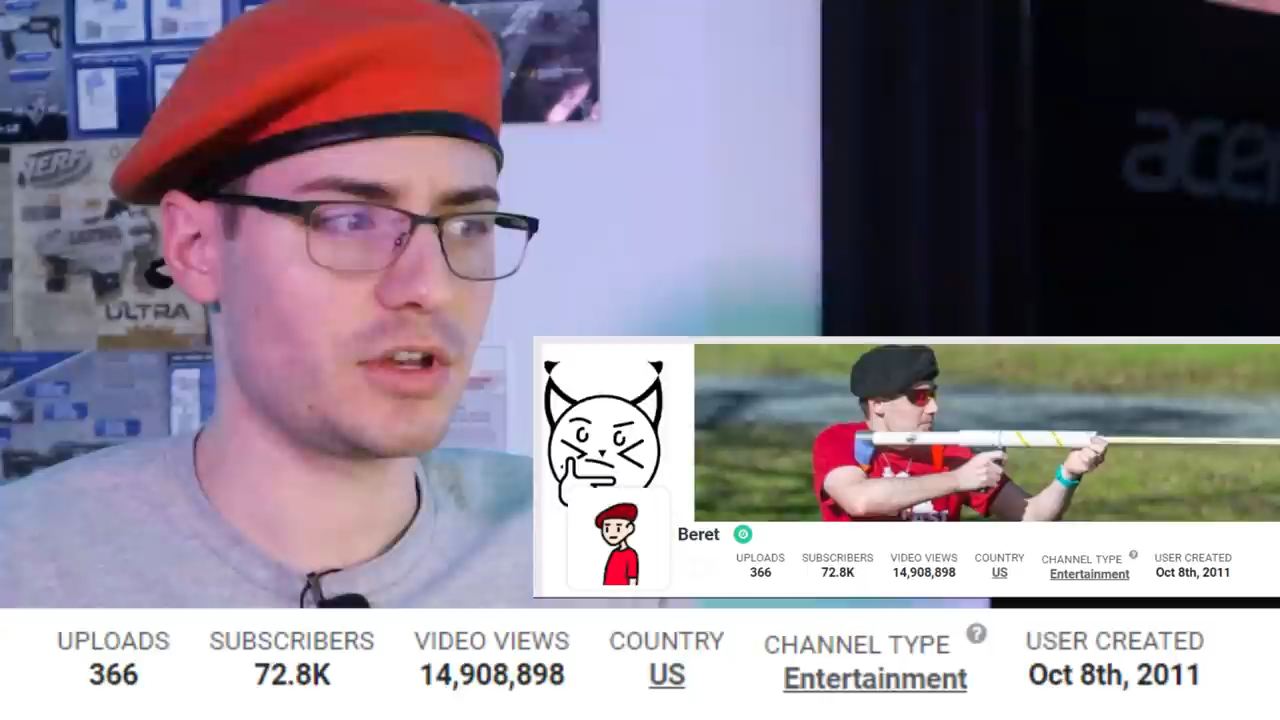 NERF
ULTRA
acer
Beret
UPLOADS SUBSCRIBERS VIDEO VIEWS COUNTRY CHANNEL TYPE ? USER CREATED
366 72.8K 14,908,898 US Entertainment Oct 8th, 2011
UPLOADS SUBSCRIBERS VIDEO VIEWS COUNTRY CHANNEL TYPE ? USER CREATED
366 72.8K 14,908,898 US Entertainment Oct 8th, 2011